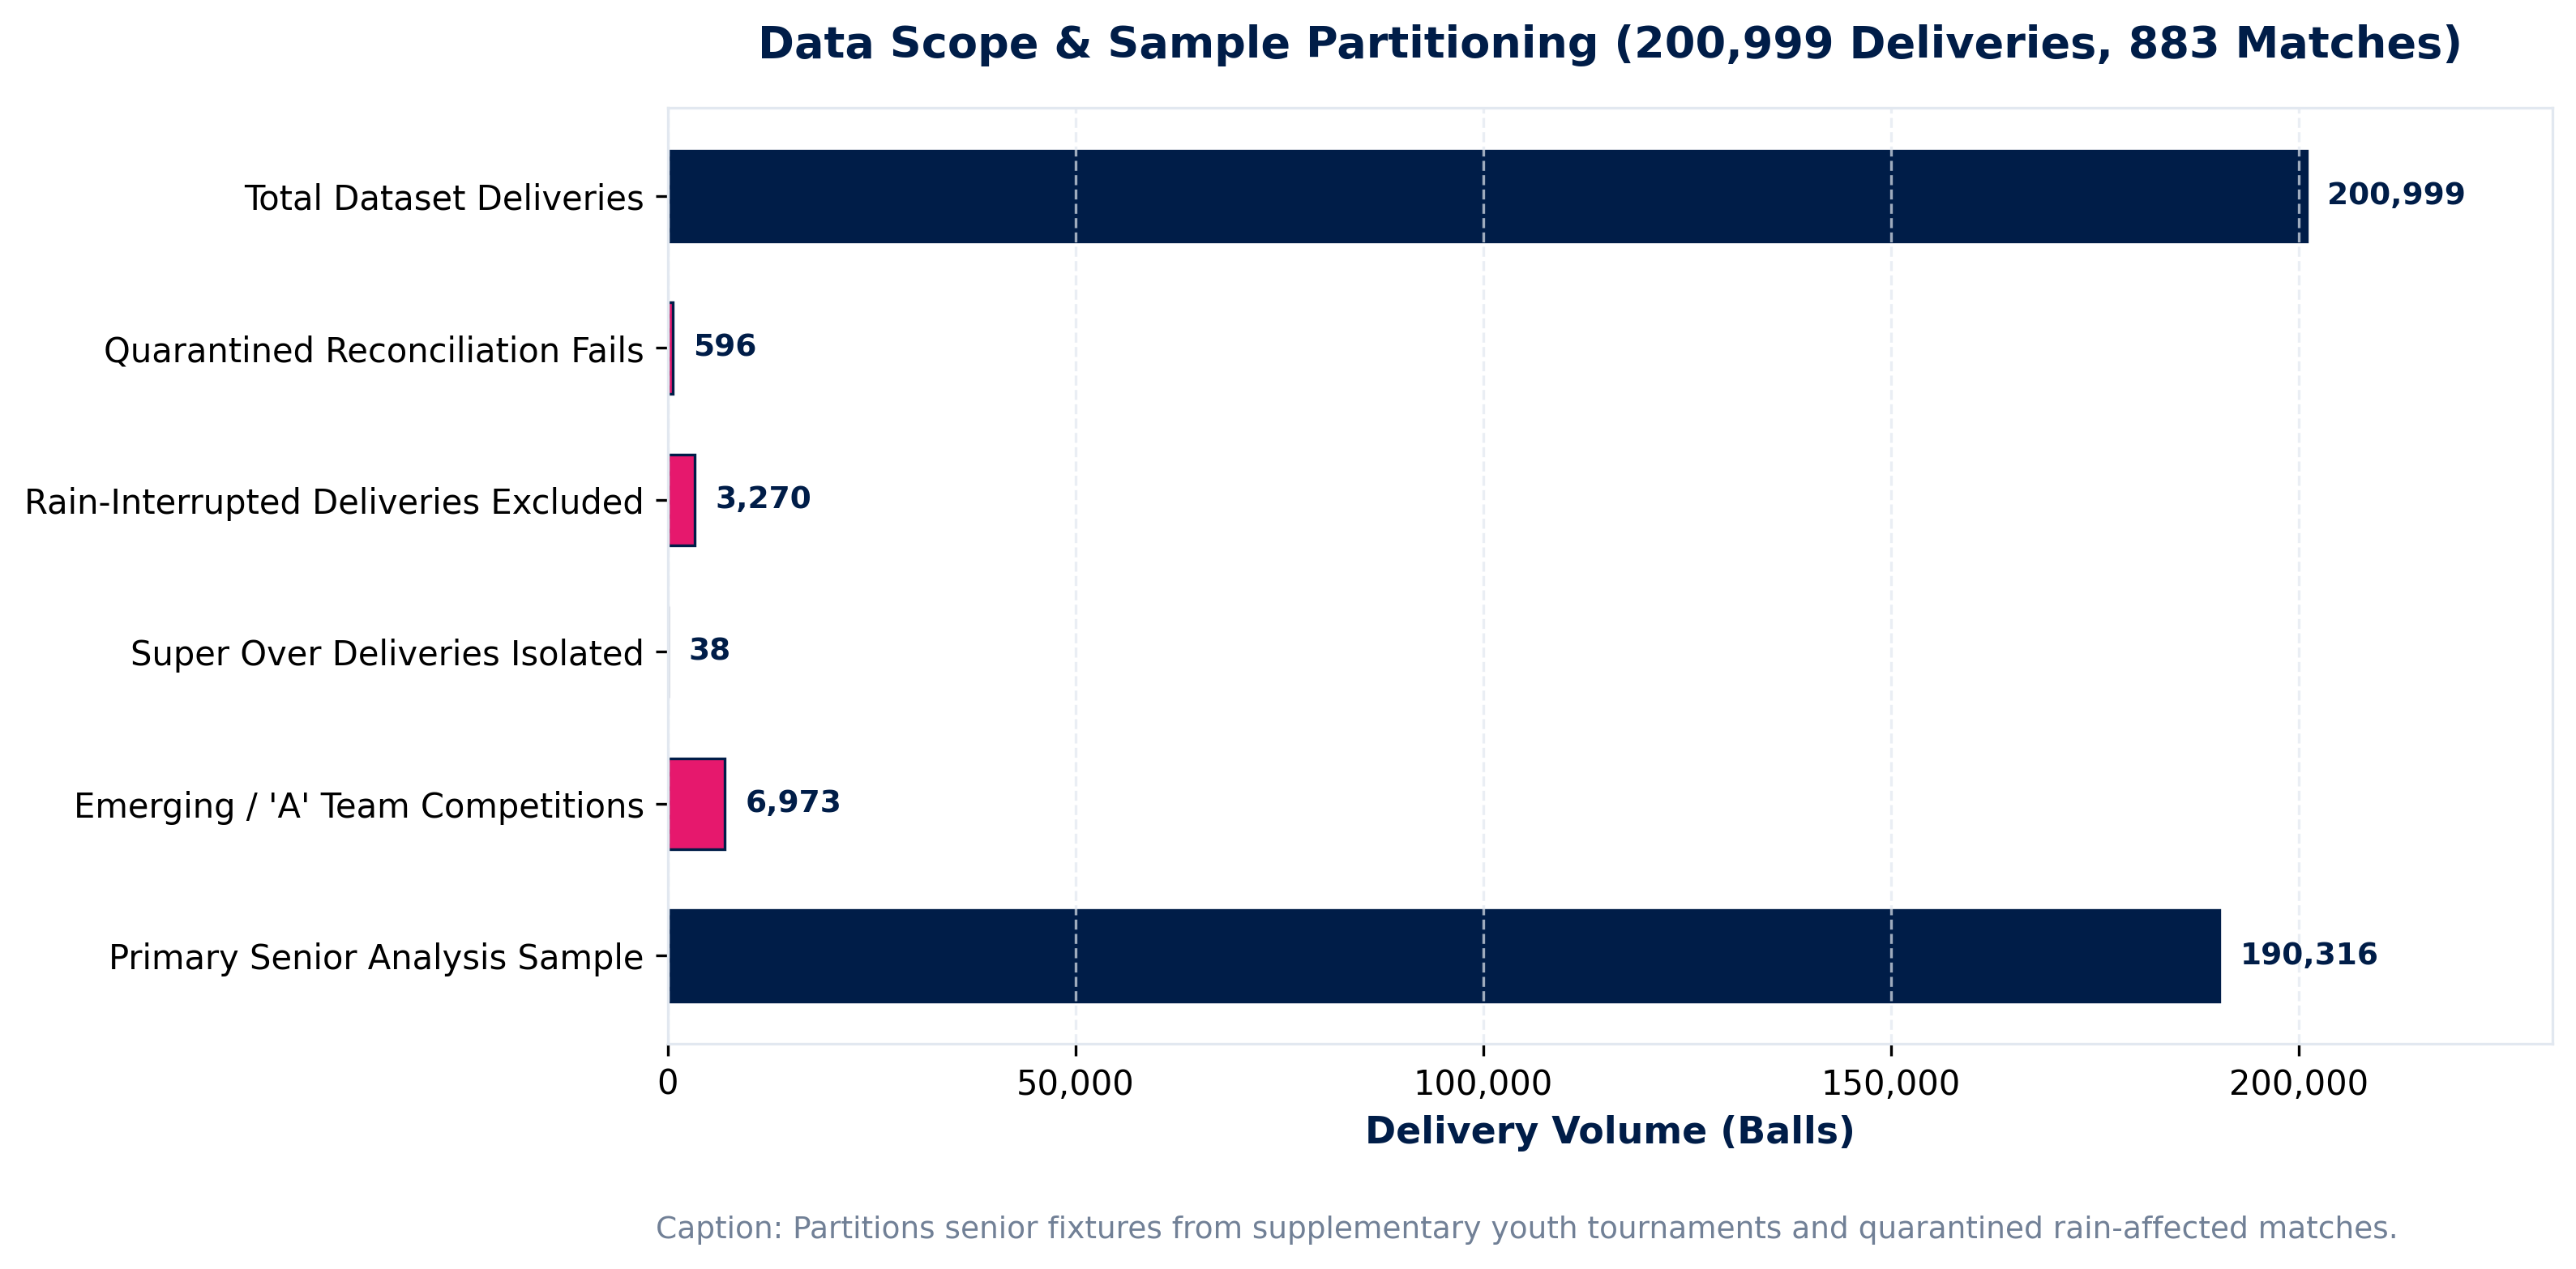 Data Scope & Sample Partitioning (200,999 Deliveries, 883 Matches)
Total Dataset Deliveries 200,999
Quarantined Reconciliation Fails 596
Rain-Interrupted Deliveries Excluded 3,270
Super Over Deliveries Isolated 38
Emerging / 'A' Team Competitions 6,973
Primary Senior Analysis Sample 190,316
0 50,000 100,000 150,000 200,000
Delivery Volume (Balls)
Caption: Partitions senior fixtures from supplementary youth tournaments and quarantined rain-affected matches.